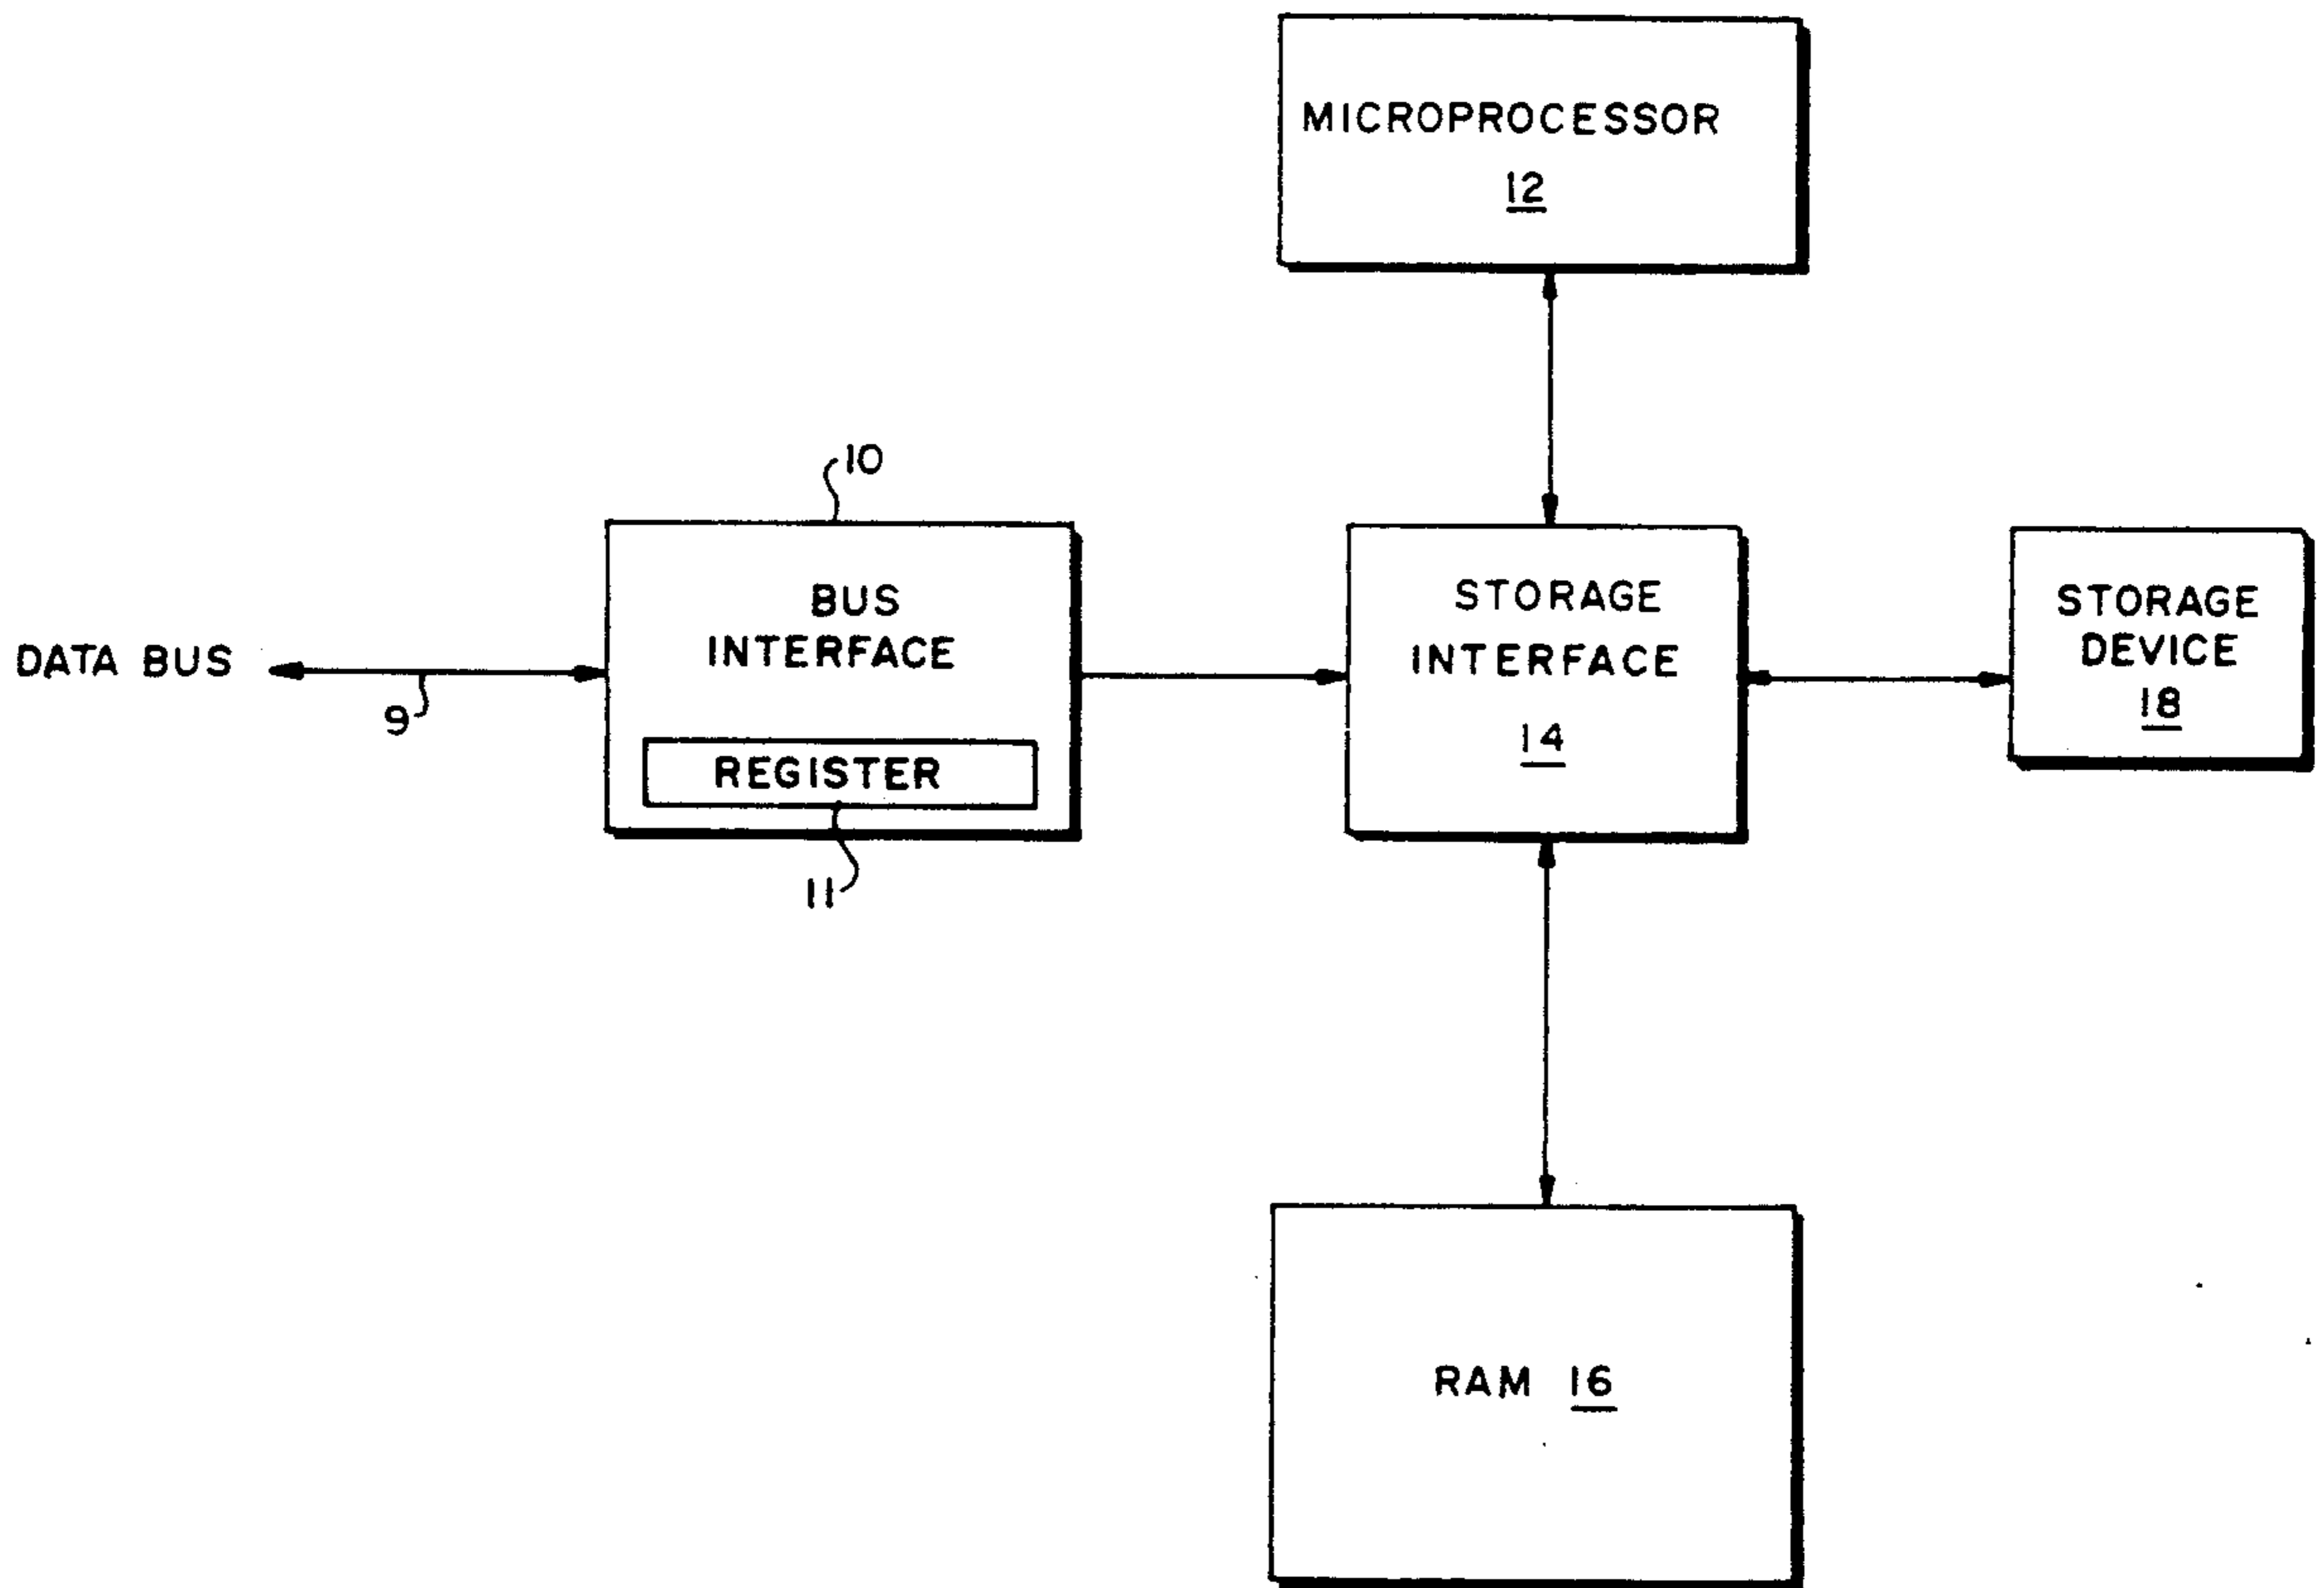 MICROPROCESSOR
12
10
BUS
INTERFACE
REGISTER
11
DATA BUS
9
STORAGE
INTERFACE
14
STORAGE
DEVICE
18
RAM 16